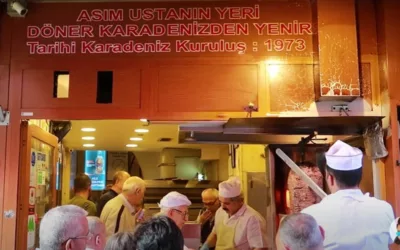 ASIM USTANIN YERİ
DÖNER KARADENİZDEN YENİR
Tarihi Karadeniz Kuruluş : 1973